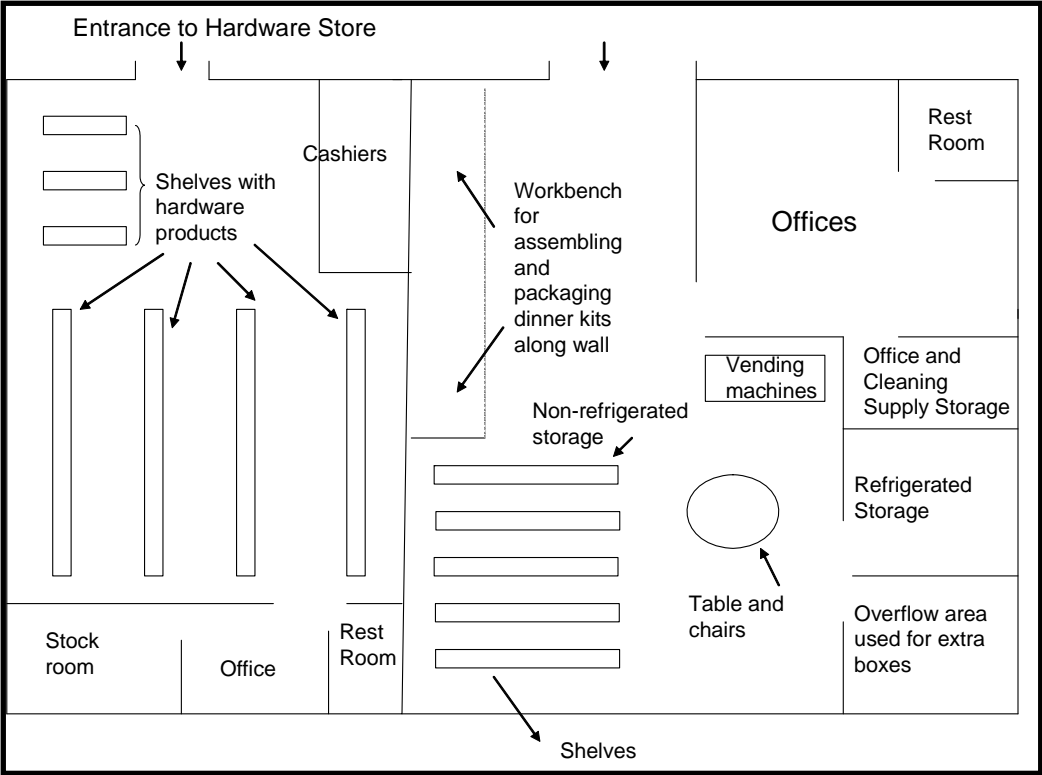 Entrance to Hardware Store
Cashiers
Shelves with
hardware
products
Workbench
for
assembling
and
packaging
dinner kits
along wall
Rest
Room
Offices
Vending
machines
Office and
Cleaning
Supply Storage
Non-refrigerated
storage
Refrigerated
Storage
Table and
chairs
Overflow area
used for extra
boxes
Stock
room
Office
Rest
Room
Shelves